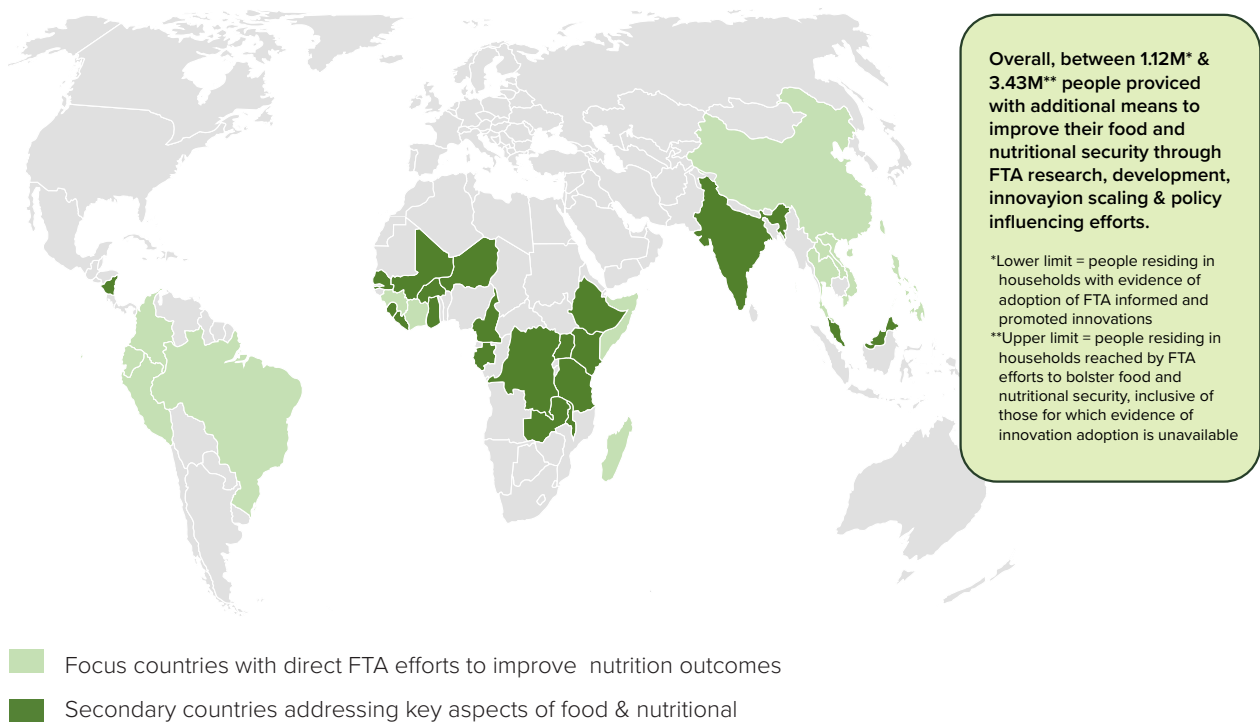 Overall, between 1.12M* &
3.43M** people proviced
with additional means to
improve their food and
nutritional security through
FTA research, development,
innovayion scaling & policy
influencing efforts.
*Lower limit = people residing in
households with evidence of
adoption of FTA informed and
promoted innovations
**Upper limit = people residing in
households reached by FTA
efforts to bolster food and
nutritional security, inclusive of
those for which evidence of
innovation adoption is unavailable
Focus countries with direct FTA efforts to improve nutrition outcomes
Secondary countries addressing key aspects of food & nutritional